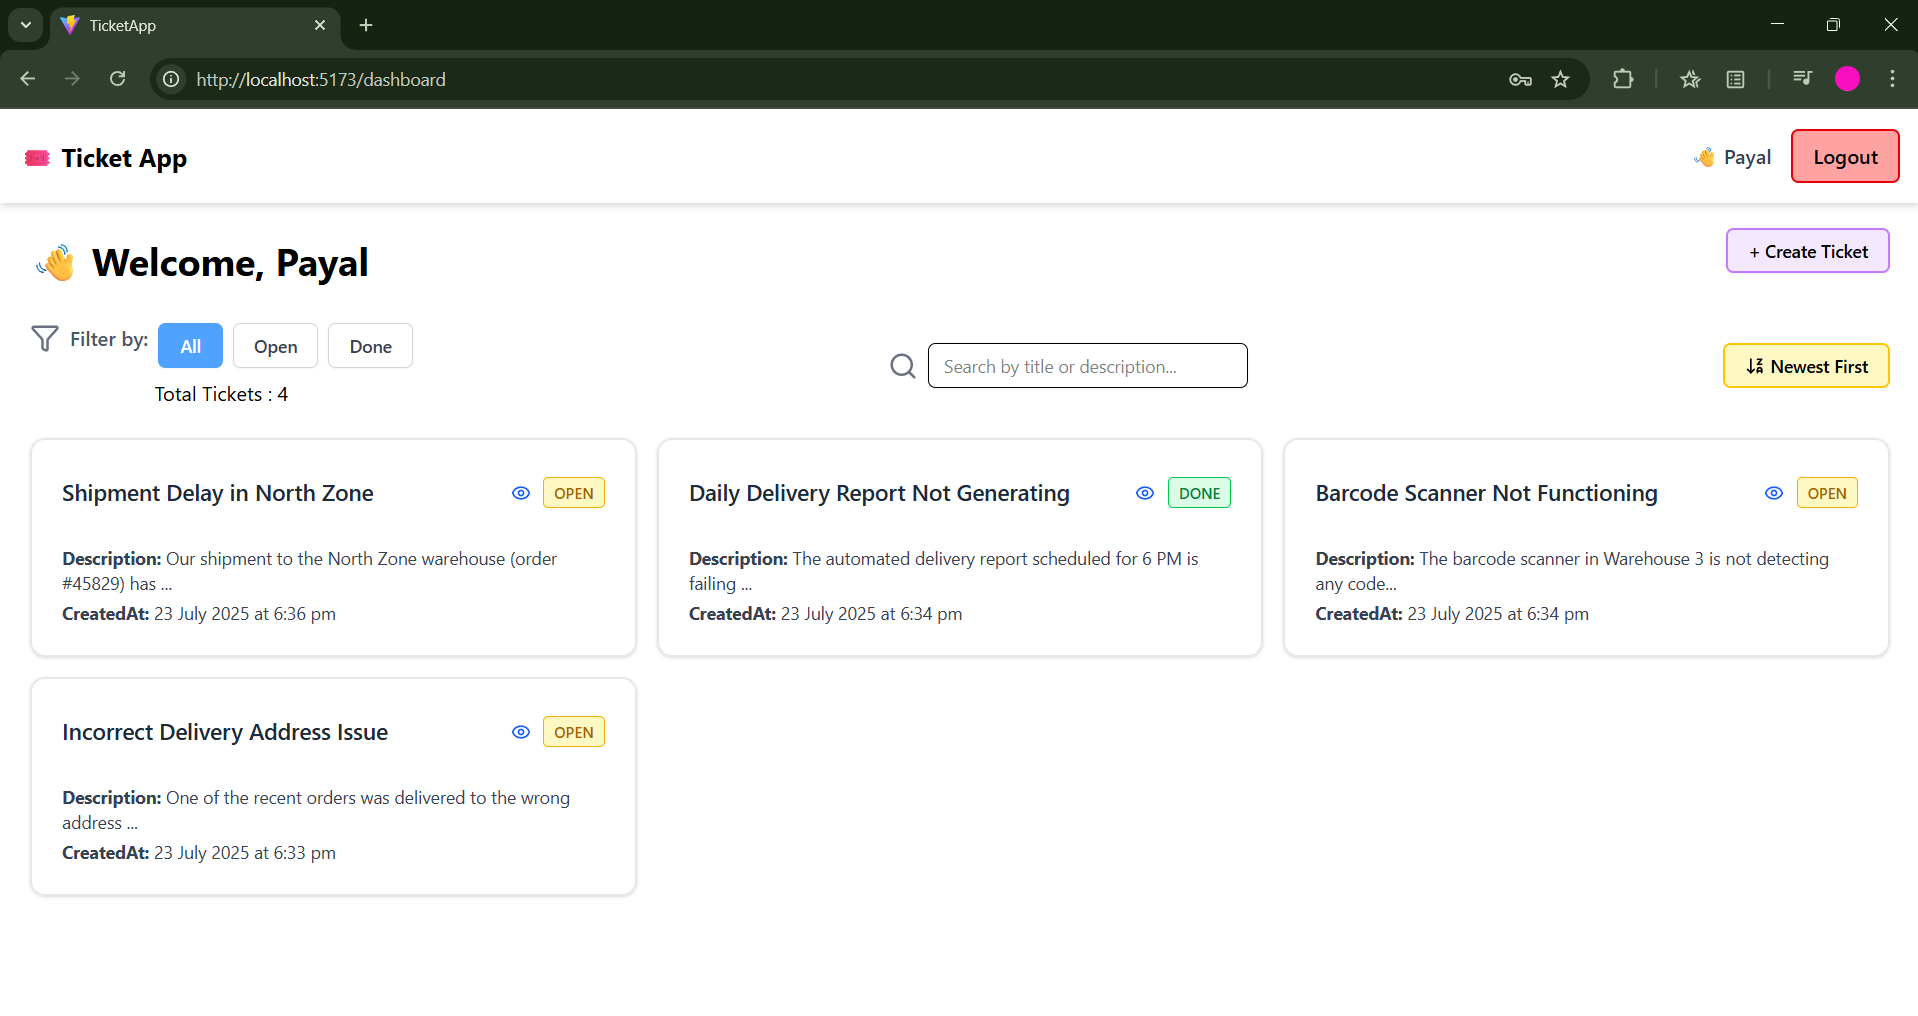 TicketApp
http://localhost:5173/dashboard
Ticket App
Payal
Logout
Welcome, Payal
+ Create Ticket
Filter by:
All
Open
Done
Search by title or description...
Newest First
Total Tickets : 4
Shipment Delay in North Zone
OPEN
Description: Our shipment to the North Zone warehouse (order
#45829) has ...
CreatedAt: 23 July 2025 at 6:36 pm
Daily Delivery Report Not Generating
DONE
Description: The automated delivery report scheduled for 6 PM is
failing ...
CreatedAt: 23 July 2025 at 6:34 pm
Barcode Scanner Not Functioning
OPEN
Description: The barcode scanner in Warehouse 3 is not detecting
any code...
CreatedAt: 23 July 2025 at 6:34 pm
Incorrect Delivery Address Issue
OPEN
Description: One of the recent orders was delivered to the wrong
address ...
CreatedAt: 23 July 2025 at 6:33 pm